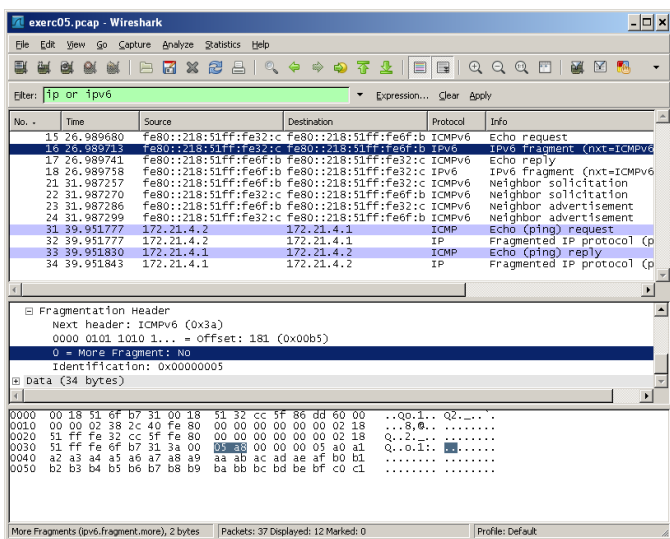 exerc05.pcap - Wireshark
File Edit View Go Capture Analyze Statistics Help
Filter: ip or ipv6 Expression... Clear Apply
No. - Time Source Destination Protocol Info
15 26.989680 fe80::218:51ff:fe32:c fe80::218:51ff:fe6f:b ICMPv6 Echo request
16 26.989713 fe80::218:51ff:fe32:c fe80::218:51ff:fe6f:b IPv6 IPv6 fragment (nxt=ICMPv6
17 26.989741 fe80::218:51ff:fe6f:b fe80::218:51ff:fe32:c ICMPv6 Echo reply
18 26.989758 fe80::218:51ff:fe6f:b fe80::218:51ff:fe32:c IPv6 IPv6 fragment (nxt=ICMPv6
21 31.987257 fe80::218:51ff:fe6f:b fe80::218:51ff:fe32:c ICMPv6 Neighbor solicitation
22 31.987270 fe80::218:51ff:fe32:c fe80::218:51ff:fe6f:b ICMPv6 Neighbor solicitation
23 31.987286 fe80::218:51ff:fe6f:b fe80::218:51ff:fe32:c ICMPv6 Neighbor advertisement
24 31.987299 fe80::218:51ff:fe32:c fe80::218:51ff:fe6f:b ICMPv6 Neighbor advertisement
31 39.951777 172.21.4.2 172.21.4.1 ICMP Echo (ping) request
32 39.951777 172.21.4.2 172.21.4.1 IP Fragmented IP protocol (p
33 39.951830 172.21.4.1 172.21.4.2 ICMP Echo (ping) reply
34 39.951843 172.21.4.1 172.21.4.2 IP Fragmented IP protocol (p
Fragmentation Header
Next header: ICMPv6 (0x3a)
0000 0101 1010 1... = Offset: 181 (0x00b5)
0 = More Fragment: No
Identification: 0x00000005
Data (34 bytes)
0000 00 18 51 6f b7 31 00 18 51 32 cc 5f 86 dd 60 00 ..Qo.1.. Q2._..`.
0010 00 00 02 38 2c 40 fe 80 00 00 00 00 00 00 02 18 ...8,@.. ........
0020 51 ff fe 32 cc 5f fe 80 00 00 00 00 00 00 02 18 Q..2._.. ........
0030 51 ff fe 6f b7 31 3a 00 05 a8 00 00 00 05 a0 a1 Q..o.1:. ........
0040 a2 a3 a4 a5 a6 a7 a8 a9 aa ab ac ad ae af b0 b1 ........ ........
0050 b2 b3 b4 b5 b6 b7 b8 b9 ba bb bc bd be bf c0 c1 ........ ........
More Fragments (ipv6.fragment.more), 2 bytes Packets: 37 Displayed: 12 Marked: 0 Profile: Default